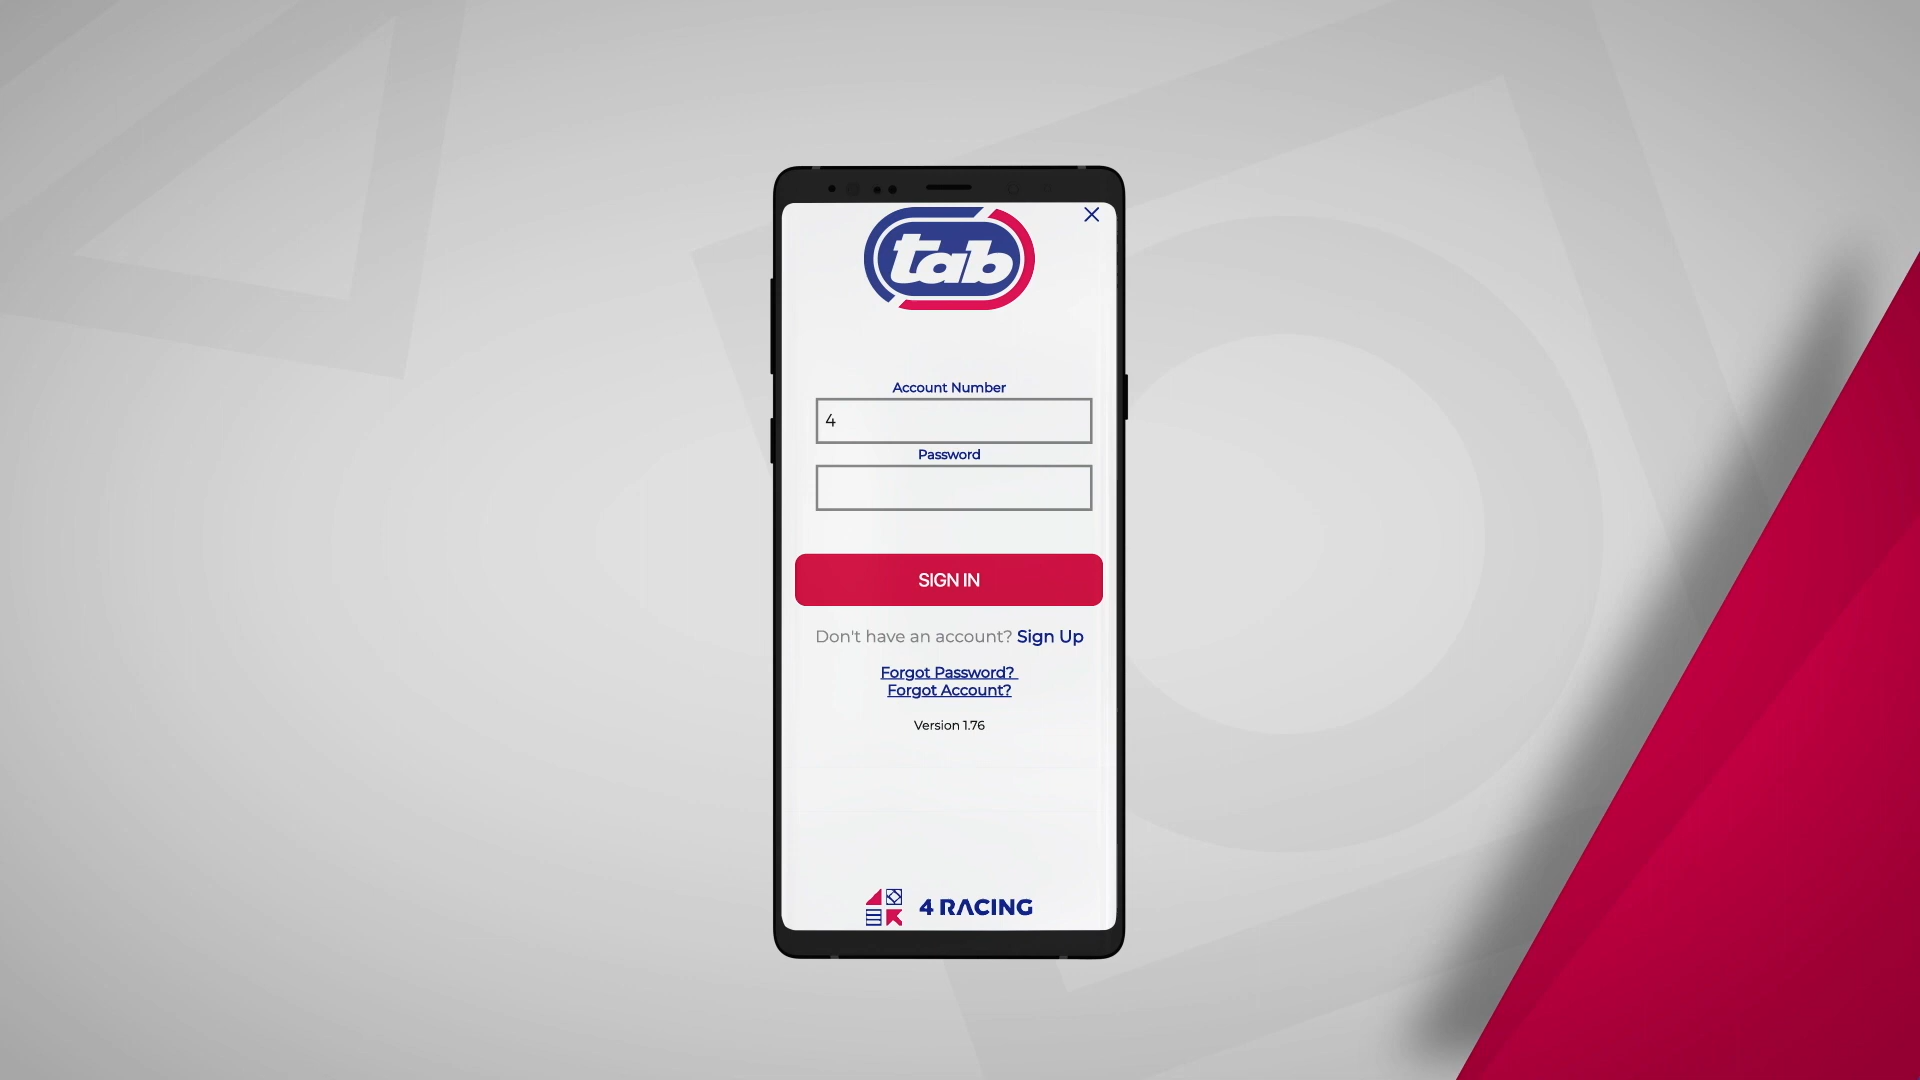 tab
Account Number
4
Password
SIGN IN
Don't have an account? Sign Up
Forgot Password?
Forgot Account?
Version 1.76
4 RACING